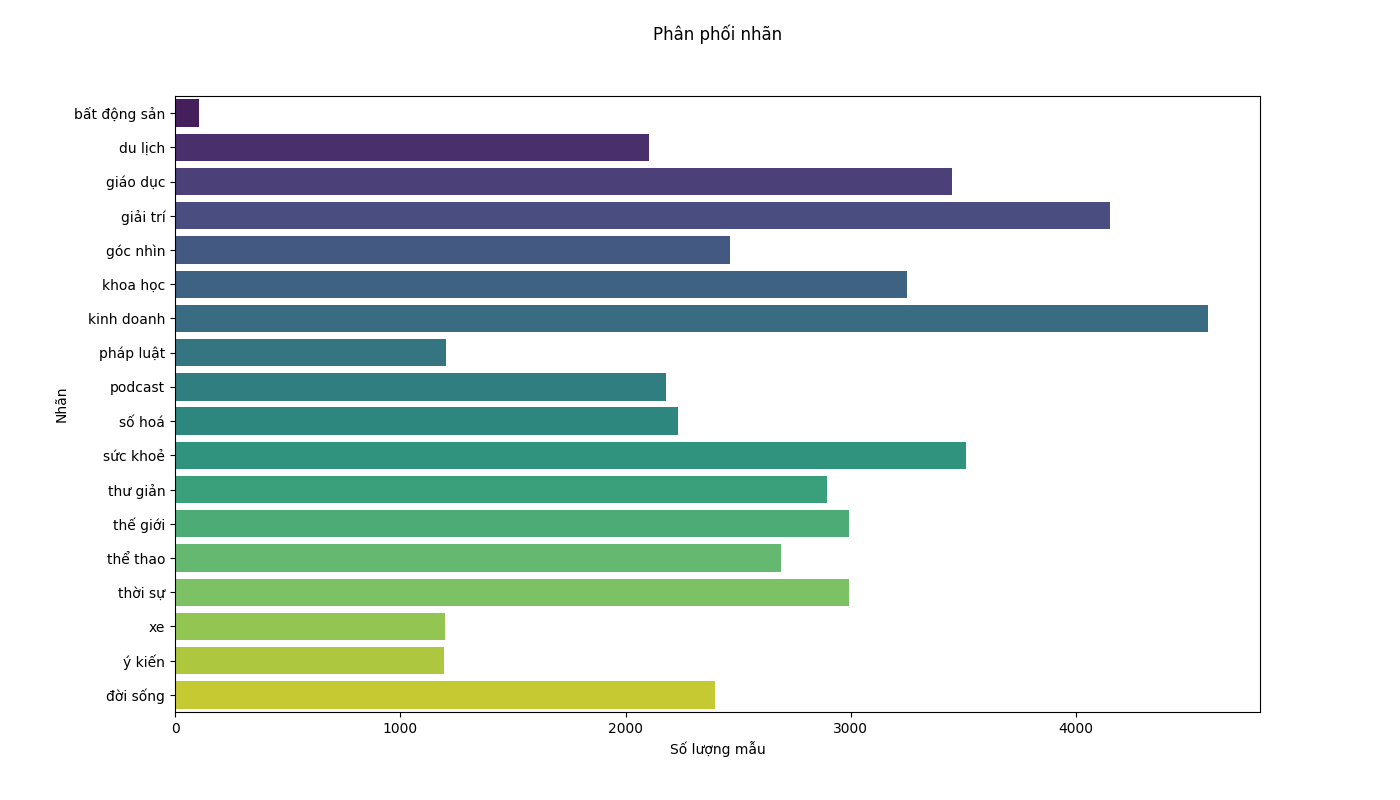 Phân phối nhãn
bất động sản
du lịch
giáo dục
giải trí
góc nhìn
khoa học
kinh doanh
pháp luật
podcast
số hoá
sức khoẻ
thư giản
thế giới
thể thao
thời sự
xe
ý kiến
đời sống
Nhãn
0 1000 2000 3000 4000
Số lượng mẫu